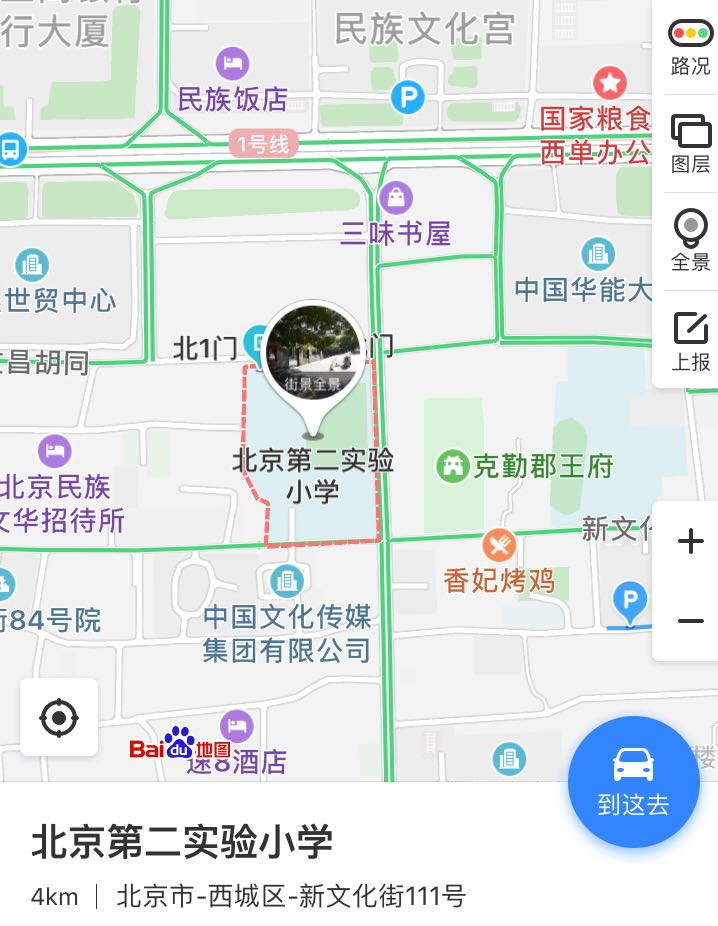 行大厦
民族文化宫
路况
民族饭店
P
国家粮食
西单办公
1号线
图层
三味书屋
全景
世贸中心
中国华能大
北1门
门
上报
昌胡同
街景全景
北京第二实验
小学
克勤郡王府
北京民族
文华招待所
新文化
香妃烤鸡
P
街84号院
中国文化传媒
集团有限公司
Baidu地图
速8酒店
楼
到这去
北京第二实验小学
4km | 北京市-西城区-新文化街111号